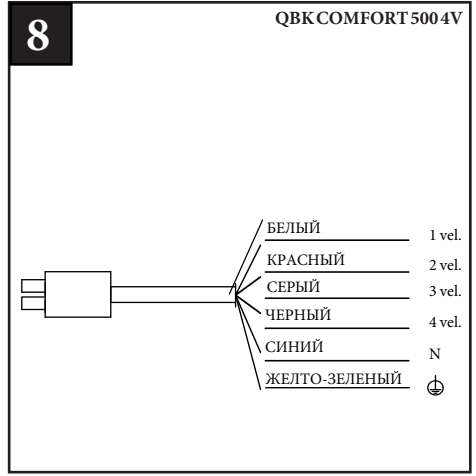 8
QBK COMFORT 500 4V
БЕЛЫЙ 1 vel.
КРАСНЫЙ 2 vel.
СЕРЫЙ 3 vel.
ЧЕРНЫЙ 4 vel.
СИНИЙ N
ЖЕЛТО-ЗЕЛЕНЫЙ